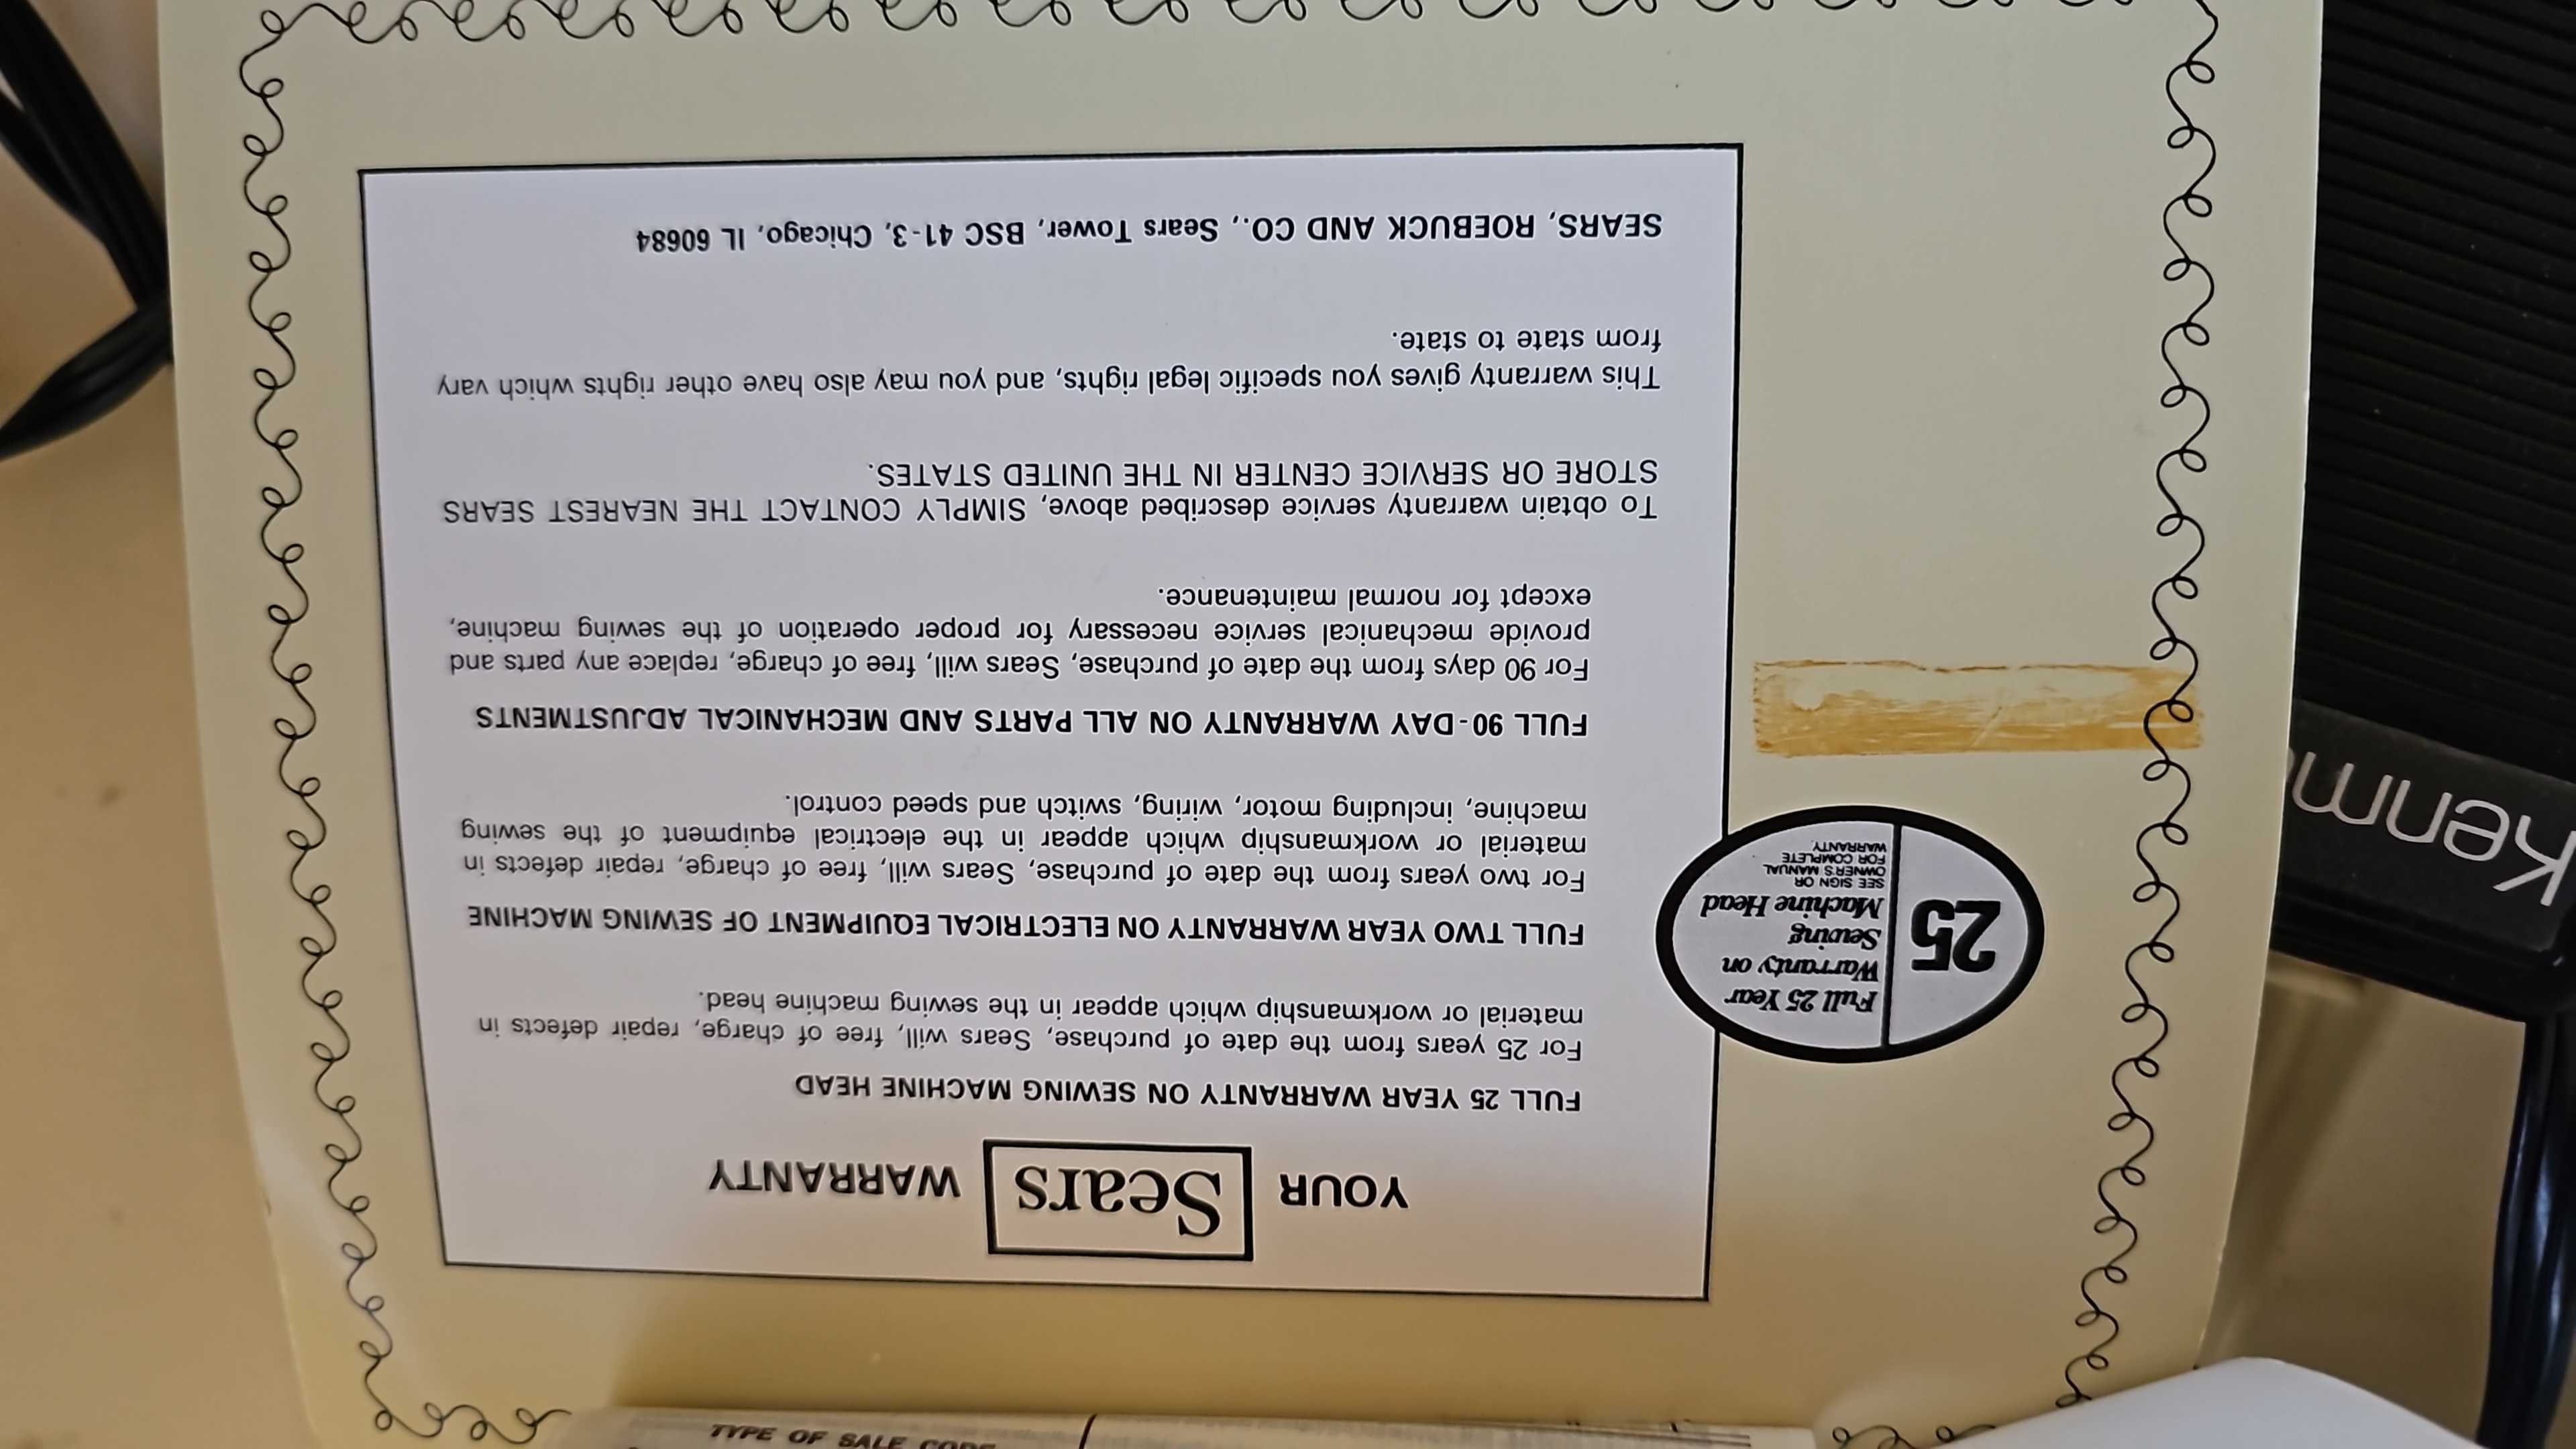 YOUR Sears WARRANTY
FULL 25 YEAR WARRANTY ON SEWING MACHINE HEAD
For 25 years from the date of purchase, Sears will, free of charge, repair defects in
material or workmanship which appear in the sewing machine head.
FULL TWO YEAR WARRANTY ON ELECTRICAL EQUIPMENT OF SEWING MACHINE
For two years from the date of purchase, Sears will, free of charge, repair defects in
material or workmanship which appear in the electrical equipment of the sewing
machine, including motor, wiring, switch and speed control.
FULL 90-DAY WARRANTY ON ALL PARTS AND MECHANICAL ADJUSTMENTS
For 90 days from the date of purchase, Sears will, free of charge, replace any parts and
provide mechanical service necessary for proper operation of the sewing machine,
except for normal maintenance.
To obtain warranty service described above, SIMPLY CONTACT THE NEAREST SEARS
STORE OR SERVICE CENTER IN THE UNITED STATES.
This warranty gives you specific legal rights, and you may also have other rights which vary
from state to state.
SEARS, ROEBUCK AND CO., Sears Tower, BSC 41-3, Chicago, IL 60684
25
Full 25 Year
Warranty on
Sewing
Machine Head
SEE SIGN OR
OWNER'S MANUAL
FOR COMPLETE
WARRANTY.
Kenm
TYPE OF SALE CODE